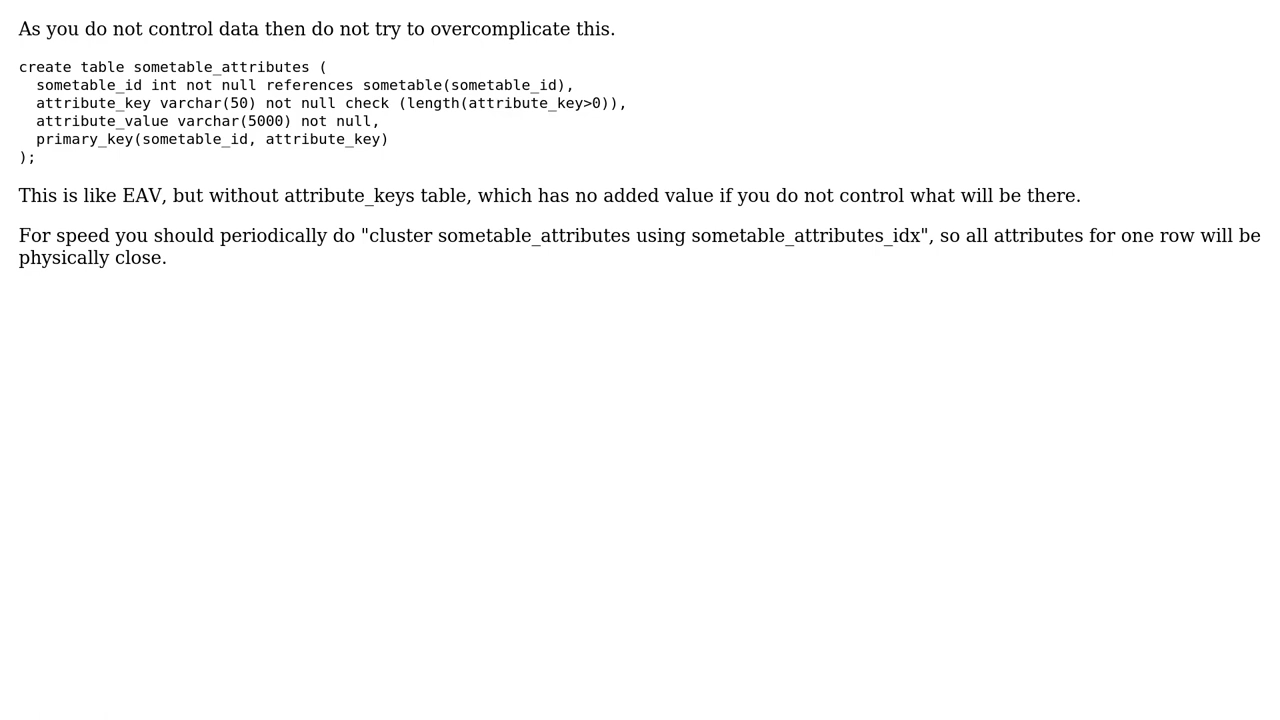 As you do not control data then do not try to overcomplicate this.
create table sometable_attributes (
  sometable_id int not null references sometable(sometable_id),
  attribute_key varchar(50) not null check (length(attribute_key>0)),
  attribute_value varchar(5000) not null,
  primary_key(sometable_id, attribute_key)
);
This is like EAV, but without attribute_keys table, which has no added value if you do not control what will be there.
For speed you should periodically do "cluster sometable_attributes using sometable_attributes_idx", so all attributes for one row will be
physically close.